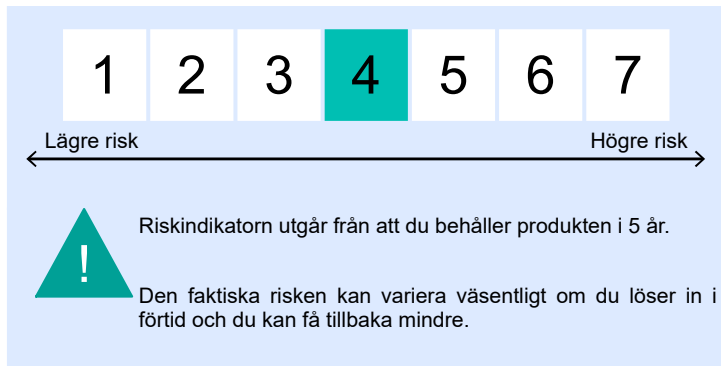 1 2 3 4 5 6 7
Lägre risk Högre risk
!
Riskindikatorn utgår från att du behåller produkten i 5 år.
Den faktiska risken kan variera väsentligt om du löser in i
förtid och du kan få tillbaka mindre.